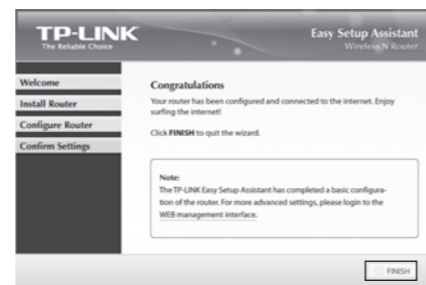 TP-LINK
The Reliable Choice
Easy Setup Assistant
Wireless N Router
Welcome
Install Router
Configure Router
Confirm Settings
Congratulations
Your router has been configured and connected to the internet. Enjoy
surfing the internet!
Click FINISH to quit the wizard.
Note:
The TP-LINK Easy Setup Assistant has completed a basic configura-
tion of the router. For more advanced settings, please login to the
WEB management interface.
FINISH